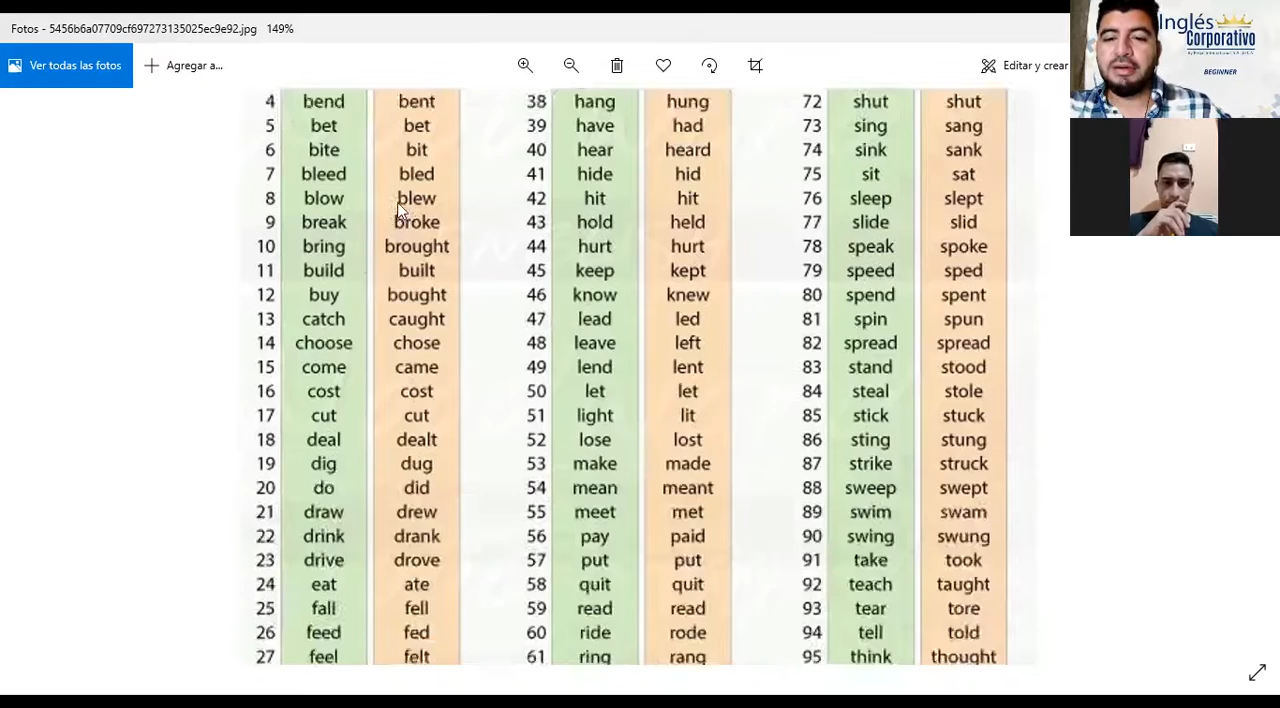 Fotos - 5456b6a07709cf697273135025ec9e92.jpg 149%
Ver todas las fotos Agregar a... Editar y crear
Inglés
Corporativo
BEGINNER
4 bend bent 38 hang hung 72 shut shut
5 bet bet 39 have had 73 sing sang
6 bite bit 40 hear heard 74 sink sank
7 bleed bled 41 hide hid 75 sit sat
8 blow blew 42 hit hit 76 sleep slept
9 break broke 43 hold held 77 slide slid
10 bring brought 44 hurt hurt 78 speak spoke
11 build built 45 keep kept 79 speed sped
12 buy bought 46 know knew 80 spend spent
13 catch caught 47 lead led 81 spin spun
14 choose chose 48 leave left 82 spread spread
15 come came 49 lend lent 83 stand stood
16 cost cost 50 let let 84 steal stole
17 cut cut 51 light lit 85 stick stuck
18 deal dealt 52 lose lost 86 sting stung
19 dig dug 53 make made 87 strike struck
20 do did 54 mean meant 88 sweep swept
21 draw drew 55 meet met 89 swim swam
22 drink drank 56 pay paid 90 swing swung
23 drive drove 57 put put 91 take took
24 eat ate 58 quit quit 92 teach taught
25 fall fell 59 read read 93 tear tore
26 feed fed 60 ride rode 94 tell told
27 feel felt 61 ring rang 95 think thought